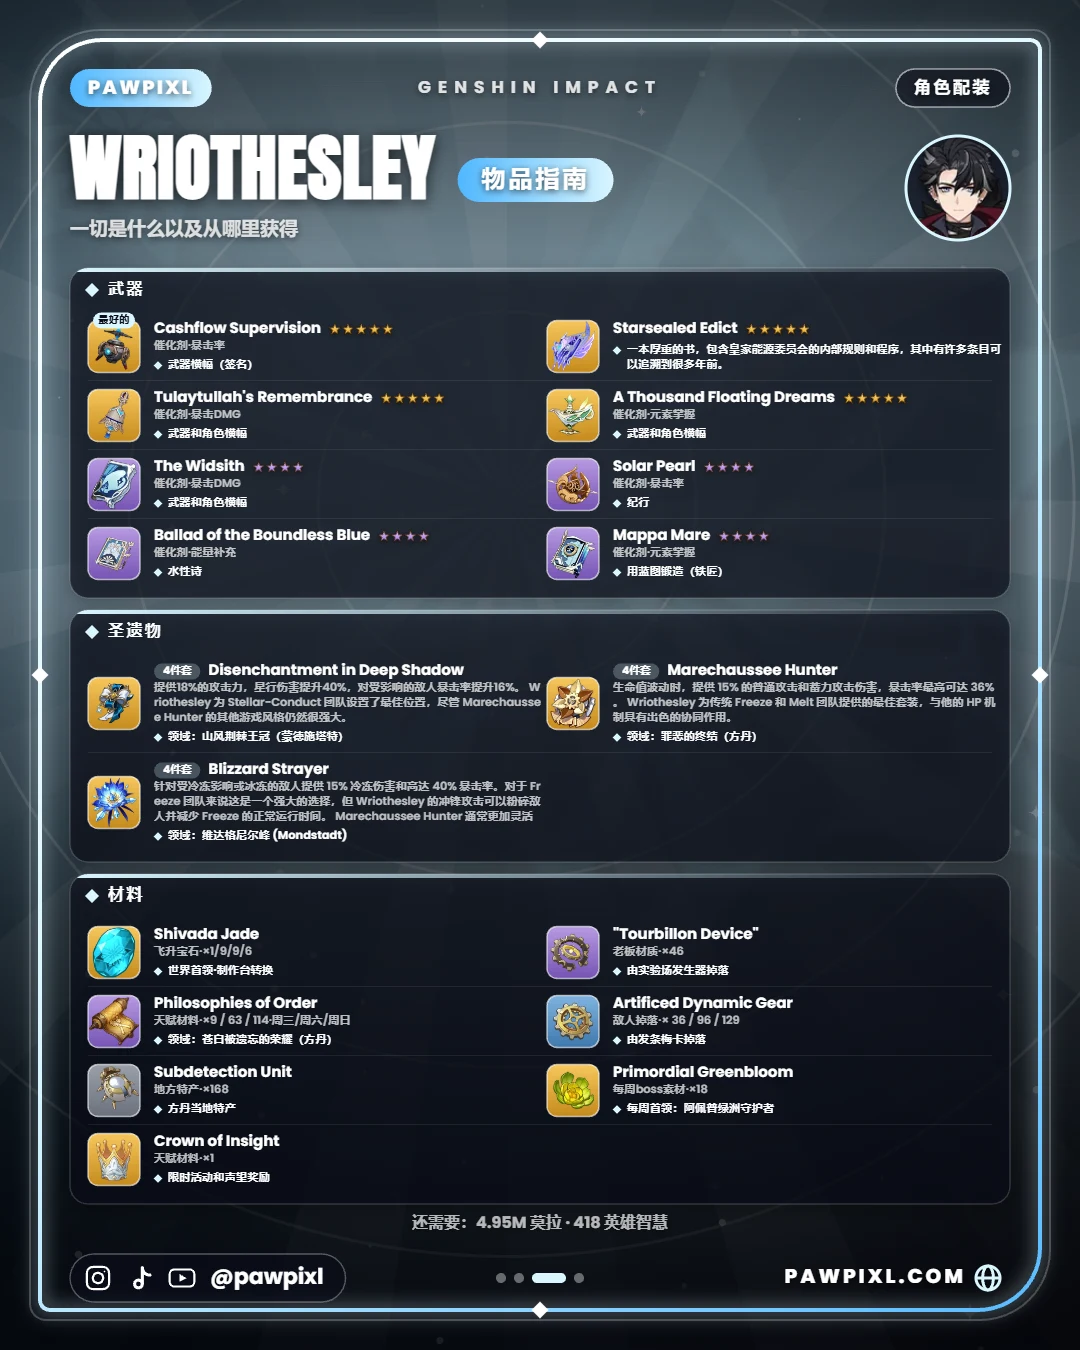 PAWPIXL
GENSHIN IMPACT
角色配装
WRIOTHESLEY
物品指南
一切是什么以及从哪里获得
武器
最好的
Cashflow Supervision ★★★★★
催化剂·暴击率
武器横幅（签名）
Starsealed Edict ★★★★★
一本厚重的书，包含皇家能源委员会的内部规则和程序，其中有许多条目可
以追溯到很多年前。
Tulaytullah's Remembrance ★★★★★
催化剂·暴击DMG
武器和角色横幅
A Thousand Floating Dreams ★★★★★
催化剂·元素掌握
武器和角色横幅
The Widsith ★★★★
催化剂·暴击DMG
武器和角色横幅
Solar Pearl ★★★★
催化剂·暴击率
纪行
Ballad of the Boundless Blue ★★★★
催化剂·能量补充
水性诗
Mappa Mare ★★★★
催化剂·元素掌握
用蓝图锻造（铁匠）
圣遗物
4件套 Disenchantment in Deep Shadow
提供18%的攻击力，星行伤害提升40%，对受影响的敌人暴击率提升16%。 W
riothesley 为 Stellar-Conduct 团队设置了最佳位置，尽管 Marechausse
e Hunter 的其他游戏风格仍然很强大。
领域：山风荆棘王冠（蒙德施塔特）
4件套 Marechaussee Hunter
生命值波动时，提供 15% 的普通攻击和蓄力攻击伤害，暴击率最高可达 36%
。 Wriothesley 为传统 Freeze 和 Melt 团队提供的最佳套装，与他的 HP 机
制具有出色的协同作用。
领域：罪恶的终结（方丹）
4件套 Blizzard Strayer
针对受冷冻影响或冰冻的敌人提供 15% 冷冻伤害和高达 40% 暴击率。对于 Fr
eeze 团队来说这是一个强大的选择，但 Wriothesley 的冲锋攻击可以粉碎敌
人并减少 Freeze 的正常运行时间。 Marechaussee Hunter 通常更加灵活
领域：维达格尼尔峰 (Mondstadt)
材料
Shivada Jade
飞升宝石·×1/9/9/6
世界首领·制作台转换
"Tourbillon Device"
老板材质·×46
由实验场发生器掉落
Philosophies of Order
天赋材料·×9 / 63 / 114·周三/周六/周日
领域：苍白被遗忘的荣耀（方丹）
Artificed Dynamic Gear
敌人掉落·× 36 / 96 / 129
由发条梅卡掉落
Subdetection Unit
地方特产·×168
方丹当地特产
Primordial Greenbloom
每周boss素材·×18
每周首领：阿佩普绿洲守护者
Crown of Insight
天赋材料·×1
限时活动和声望奖励
还需要：4.95M 莫拉 · 418 英雄智慧
@pawpixl
PAWPIXL.COM